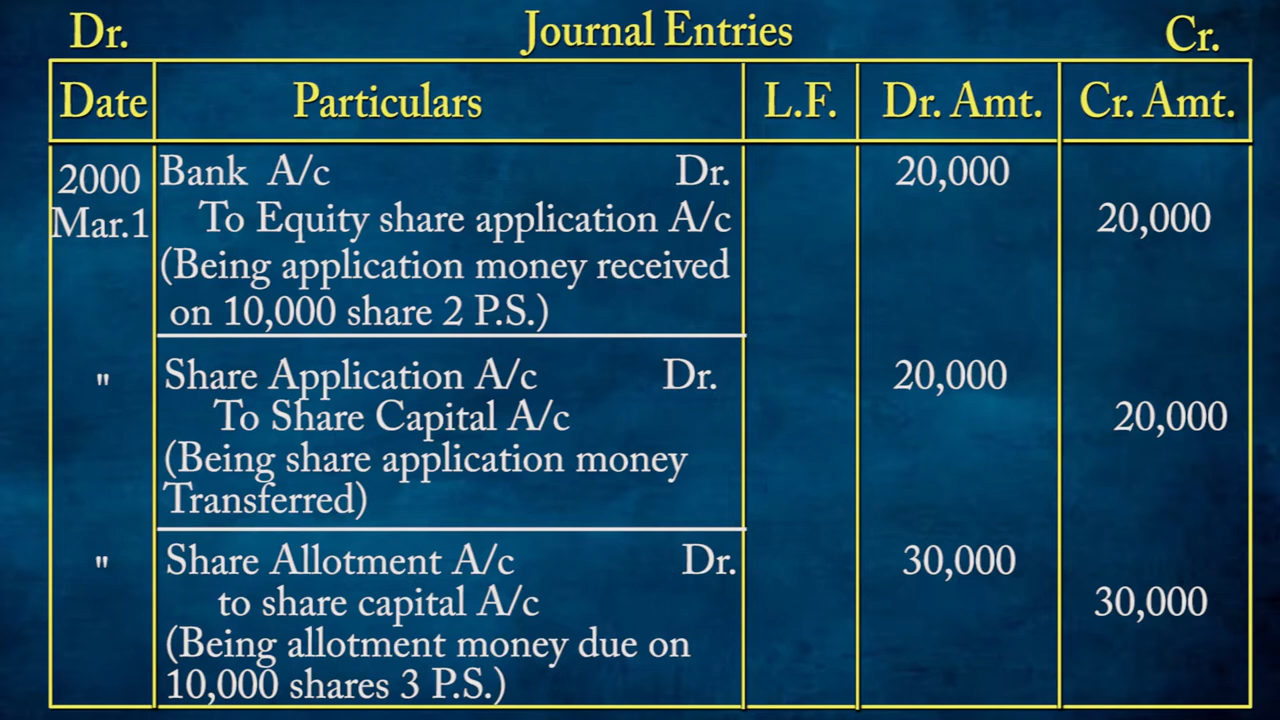 Dr. Journal Entries Cr.
Date Particulars L.F. Dr. Amt. Cr. Amt.
2000 Bank A/c Dr. 20,000
Mar.1 To Equity share application A/c 20,000
(Being application money received
on 10,000 share 2 P.S.)
" Share Application A/c Dr. 20,000
To Share Capital A/c 20,000
(Being share application money
Transferred)
" Share Allotment A/c Dr. 30,000
to share capital A/c 30,000
(Being allotment money due on
10,000 shares 3 P.S.)